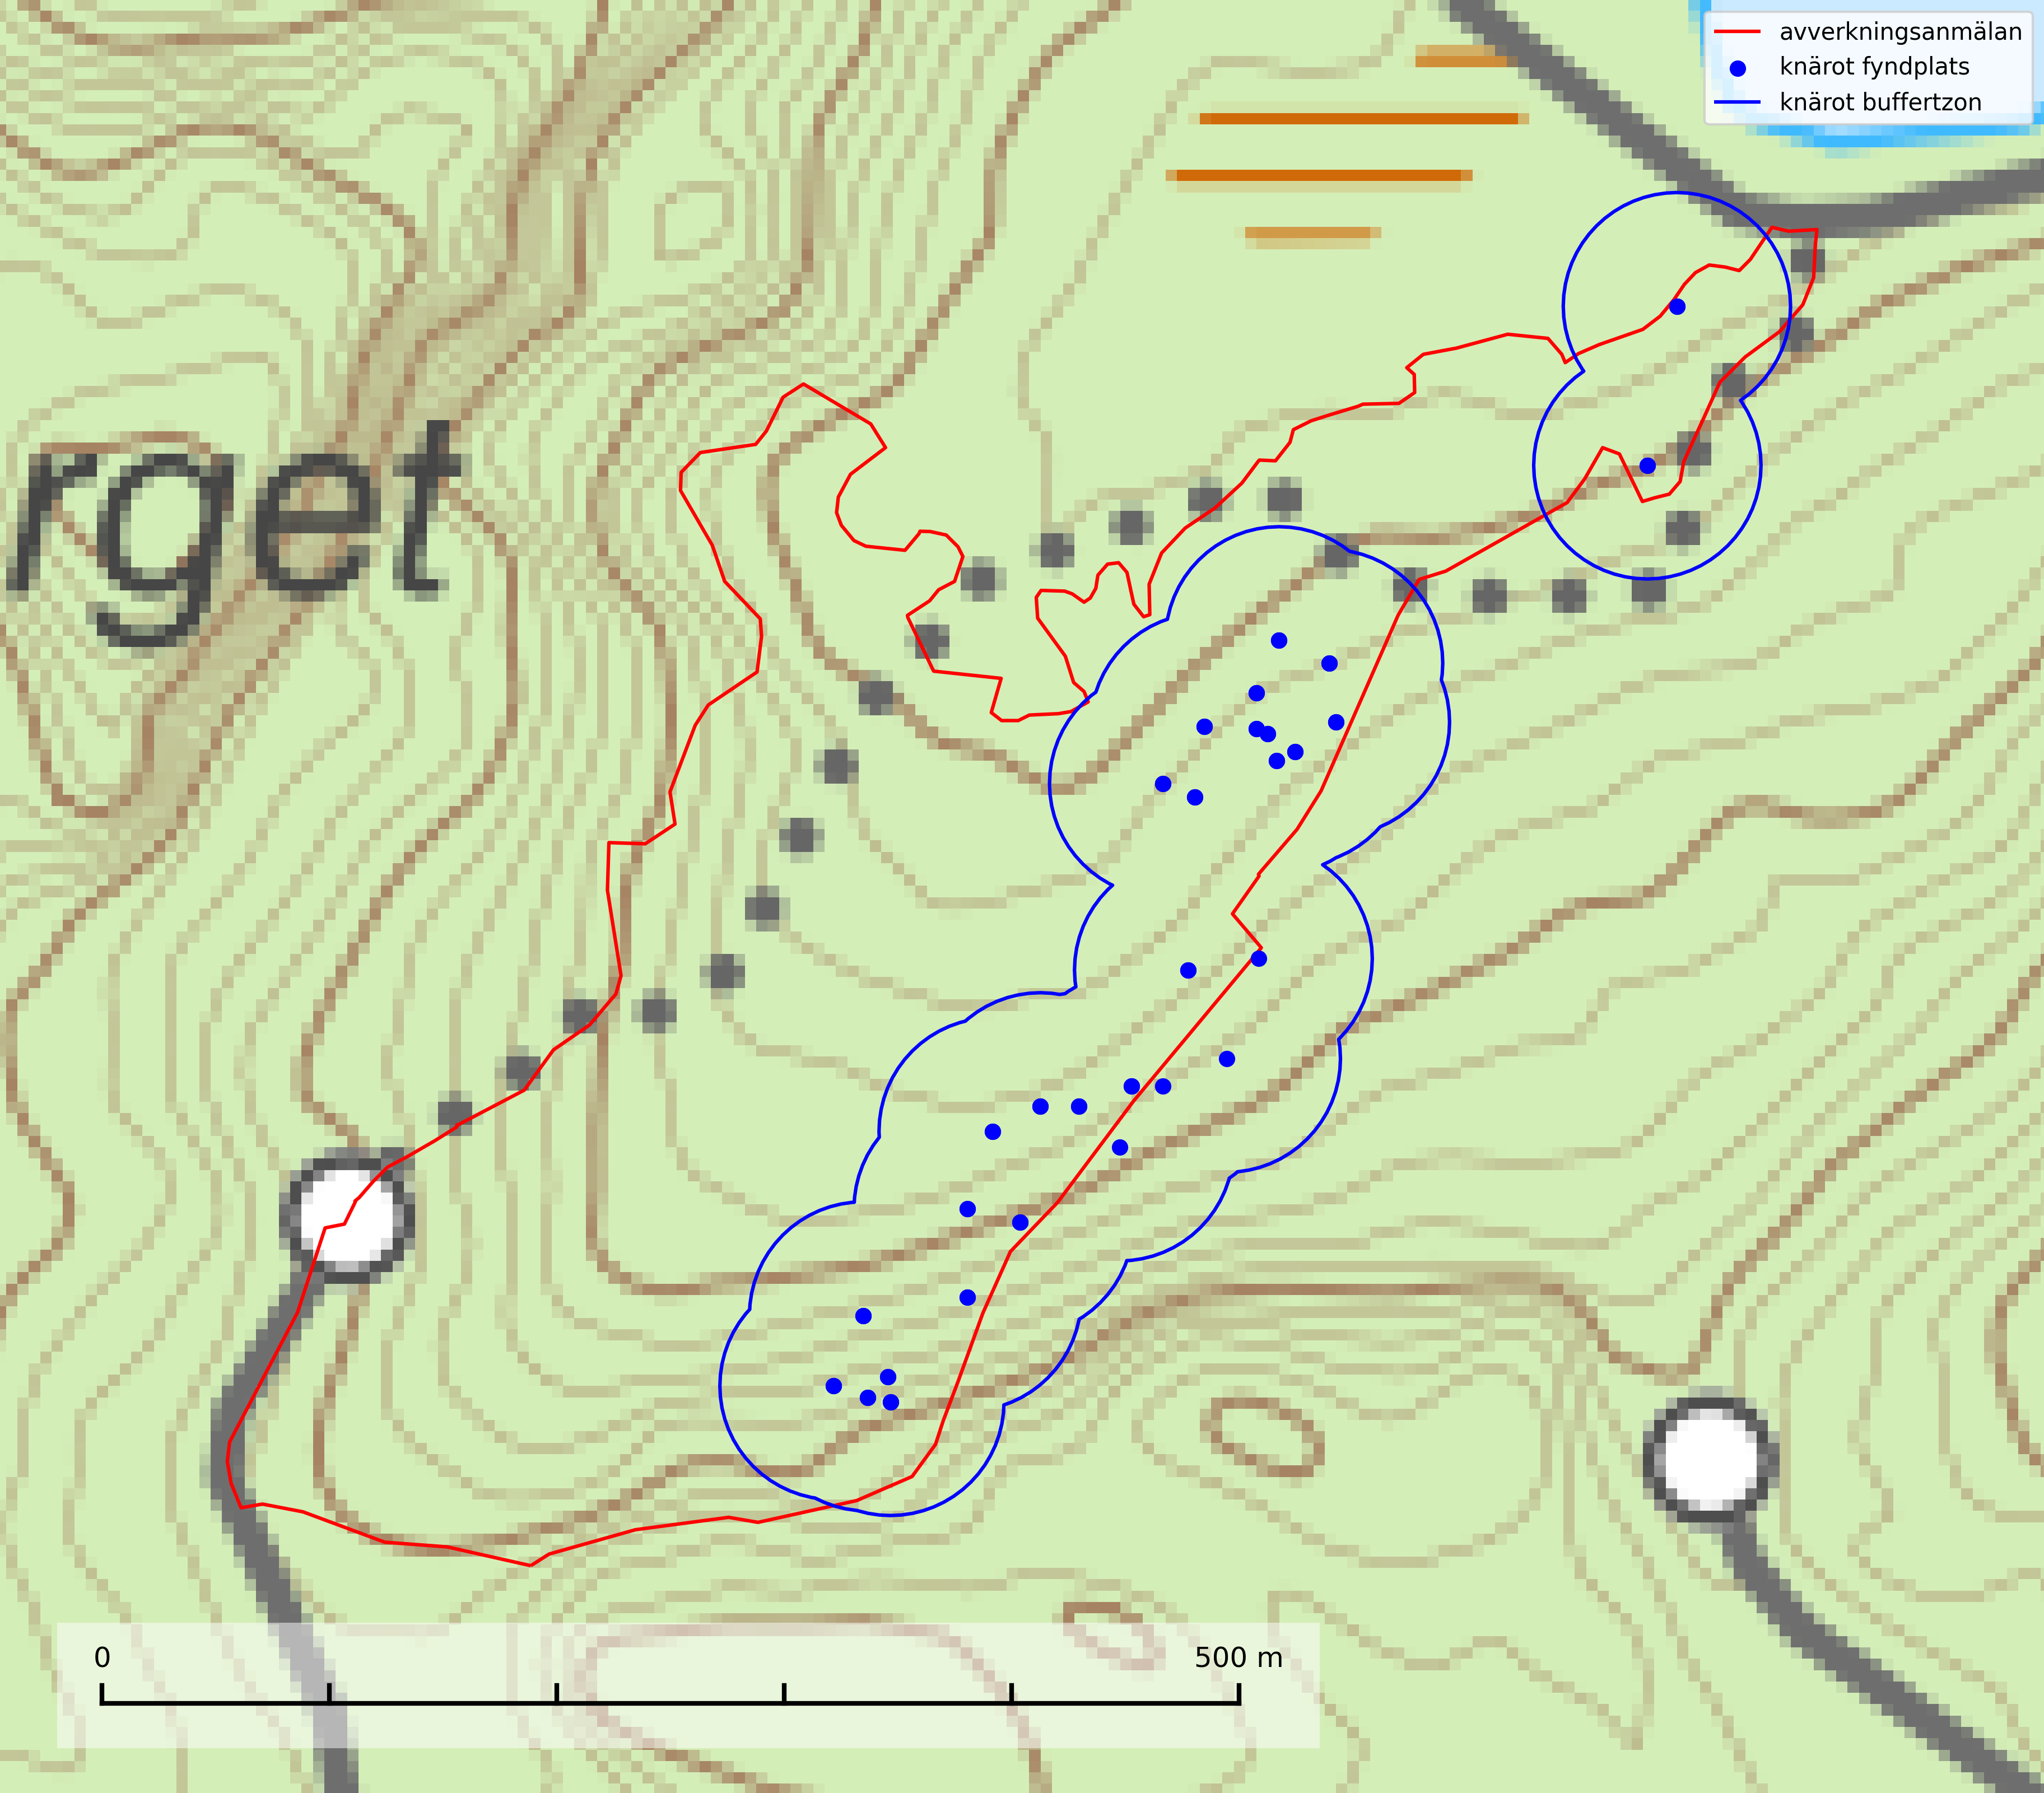 avverkningsanmälan
knärot fyndplats
knärot buffertzon
rget
0 500 m